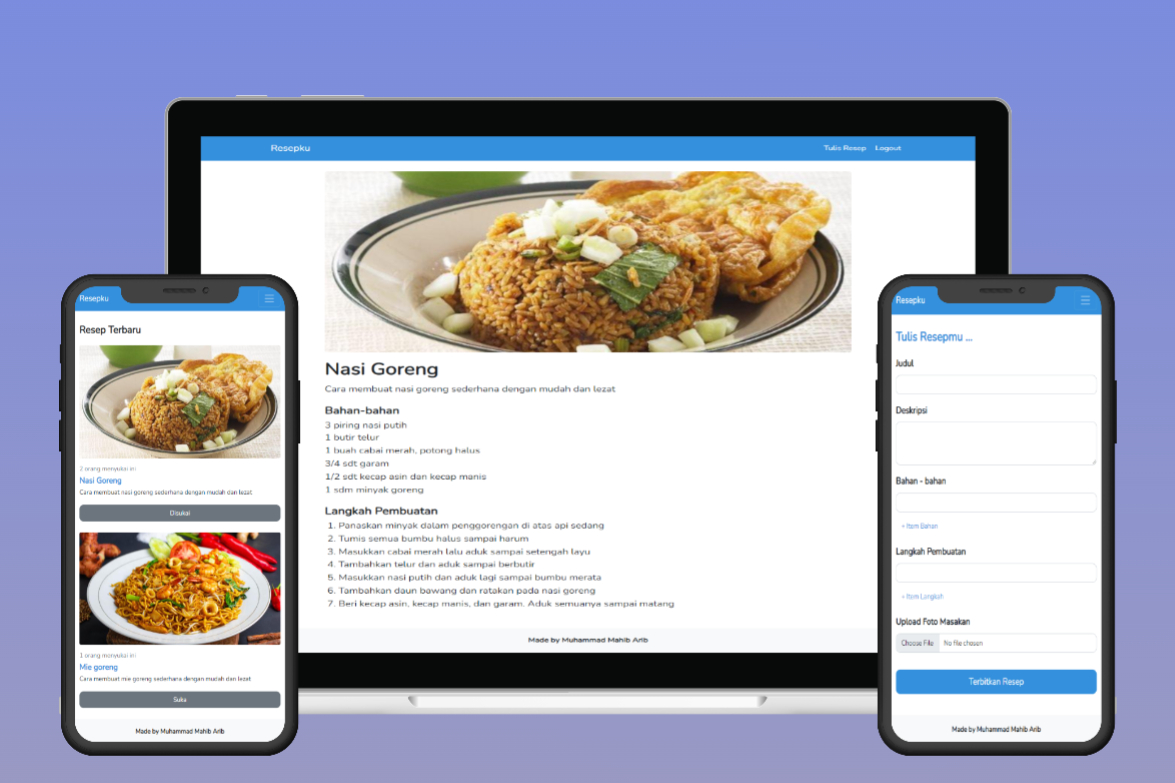 Resepku
Tulis Resep Logout
Nasi Goreng
Cara membuat nasi goreng sederhana dengan mudah dan lezat
Bahan-bahan
3 piring nasi putih
1 butir telur
1 buah cabai merah, potong halus
3/4 sdt garam
1/2 sdt kecap asin dan kecap manis
1 sdm minyak goreng
Langkah Pembuatan
1. Panaskan minyak dalam penggorengan di atas api sedang
2. Tumis semua bumbu halus sampai harum
3. Masukkan cabai merah lalu aduk sampai setengah layu
4. Tambahkan telur dan aduk sampai berbutir
5. Masukkan nasi putih dan aduk lagi sampai bumbu merata
6. Tambahkan daun bawang dan ratakan pada nasi goreng
7. Beri kecap asin, kecap manis, dan garam. Aduk semuanya sampai matang
Made by Muhammad Mahib Arib
Resepku
Resep Terbaru
2 orang menyukai ini
Nasi Goreng
Cara membuat nasi goreng sederhana dengan mudah dan lezat
Disukai
1 orang menyukai ini
Mie goreng
Cara membuat mie goreng sederhana dengan mudah dan lezat
Suka
Made by Muhammad Mahib Arib
Resepku
Tulis Resepmu ...
Judul
Deskripsi
Bahan - bahan
+ Item Bahan
Langkah Pembuatan
+ Item Langkah
Upload Foto Masakan
Choose File No file chosen
Terbitkan Resep
Made by Muhammad Mahib Arib